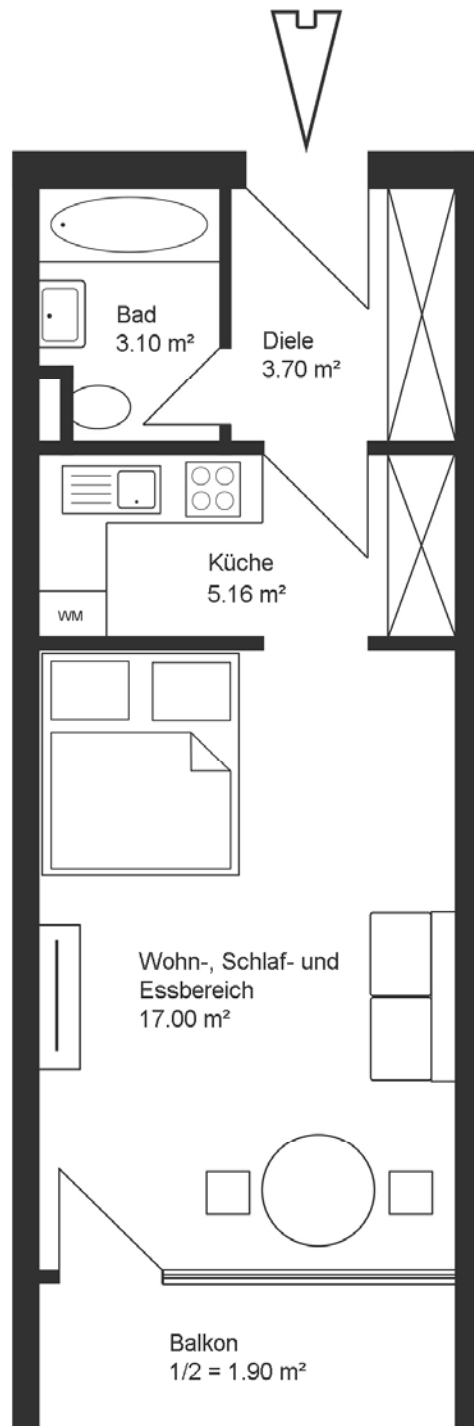 Bad
3.10 m²
Diele
3.70 m²
Küche
5.16 m²
WM
Wohn-, Schlaf- und
Essbereich
17.00 m²
Balkon
1/2 = 1.90 m²